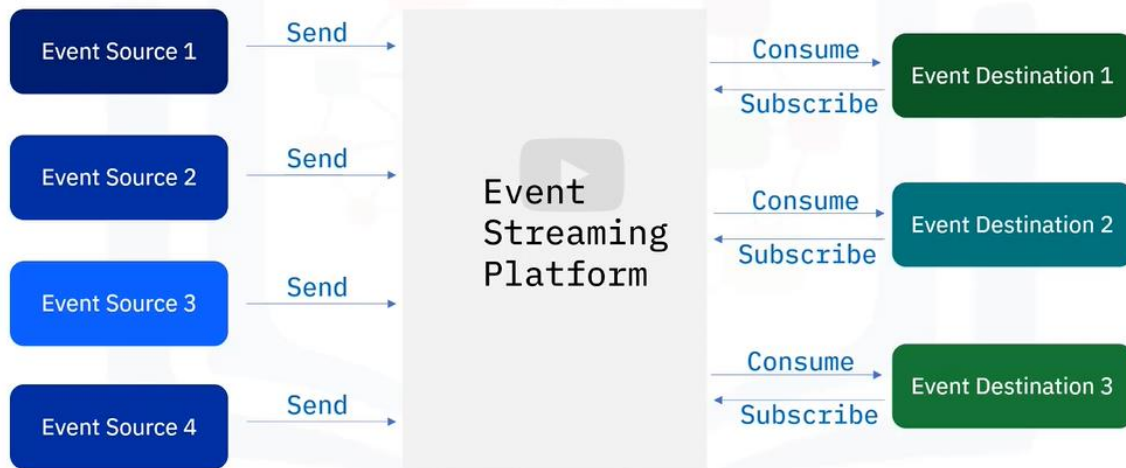 Event Source 1
Send
Event Source 2
Send
Event Source 3
Send
Event Source 4
Send
Event
Streaming
Platform
Consume
Subscribe
Event Destination 1
Consume
Subscribe
Event Destination 2
Consume
Subscribe
Event Destination 3